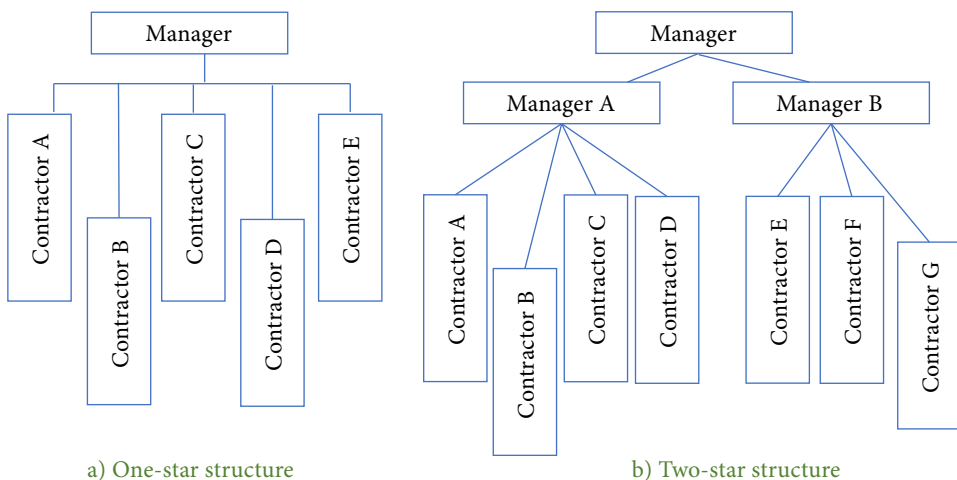 Manager
Contractor A
Contractor B
Contractor C
Contractor D
Contractor E
a) One-star structure
Manager
Manager A
Manager B
Contractor A
Contractor B
Contractor C
Contractor D
Contractor E
Contractor F
Contractor G
b) Two-star structure